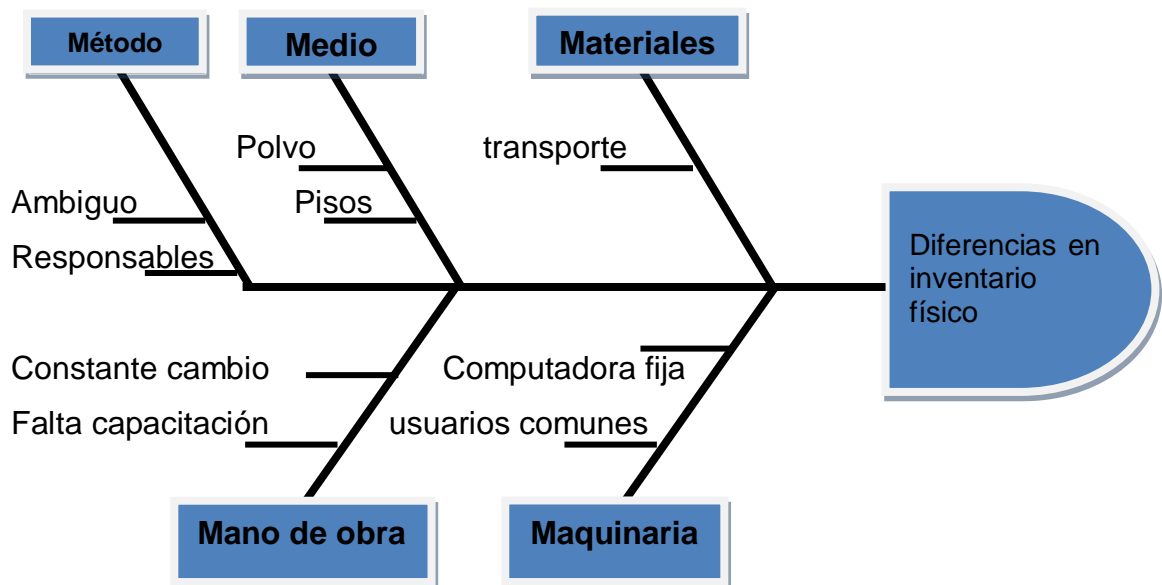 Método
Medio
Materiales
Polvo
transporte
Ambiguo
Pisos
Responsables
Diferencias en
inventario
físico
Constante cambio
Computadora fija
Falta capacitación
usuarios comunes
Mano de obra
Maquinaria